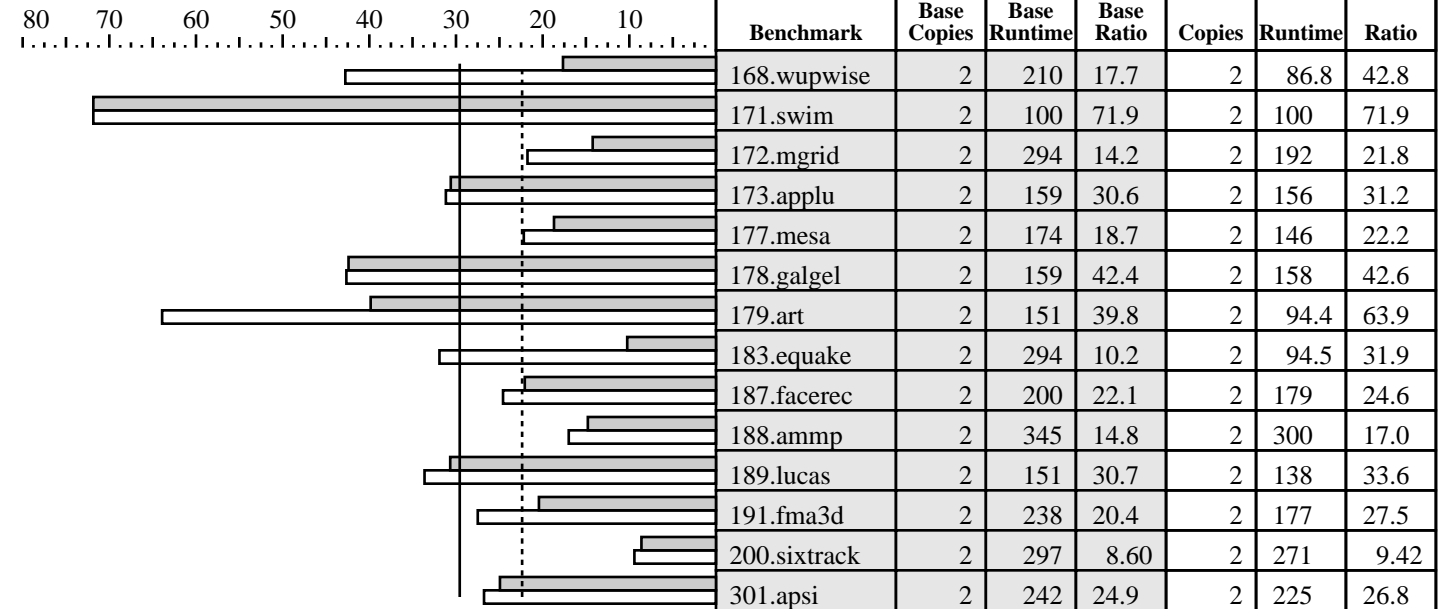 80 70 60 50 40 30 20 10
Benchmark Base Copies Base Runtime Base Ratio Copies Runtime Ratio
168.wupwise 2 210 17.7 2 86.8 42.8
171.swim 2 100 71.9 2 100 71.9
172.mgrid 2 294 14.2 2 192 21.8
173.applu 2 159 30.6 2 156 31.2
177.mesa 2 174 18.7 2 146 22.2
178.galgel 2 159 42.4 2 158 42.6
179.art 2 151 39.8 2 94.4 63.9
183.equake 2 294 10.2 2 94.5 31.9
187.facerec 2 200 22.1 2 179 24.6
188.ammp 2 345 14.8 2 300 17.0
189.lucas 2 151 30.7 2 138 33.6
191.fma3d 2 238 20.4 2 177 27.5
200.sixtrack 2 297 8.60 2 271 9.42
301.apsi 2 242 24.9 2 225 26.8